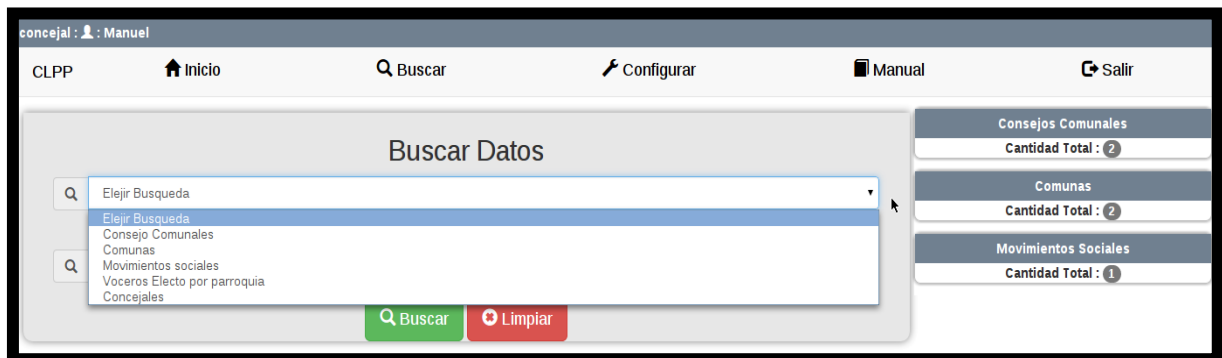 concejal : : Manuel
CLPP Inicio Buscar Configurar Manual Salir
Buscar Datos
Elejir Busqueda
Elejir Busqueda
Consejo Comunales
Comunas
Movimientos sociales
Voceros Electo por parroquia
Concejales
Buscar Limpiar
Consejos Comunales
Cantidad Total : 2
Comunas
Cantidad Total : 2
Movimientos Sociales
Cantidad Total : 1